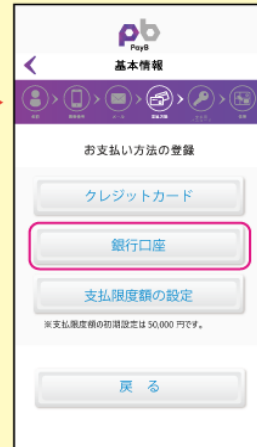 pb
PayB
基本情報
お支払い方法の登録
クレジットカード
銀行口座
支払限度額の設定
※支払限度額の初期設定は 50,000 円です。
戻 る